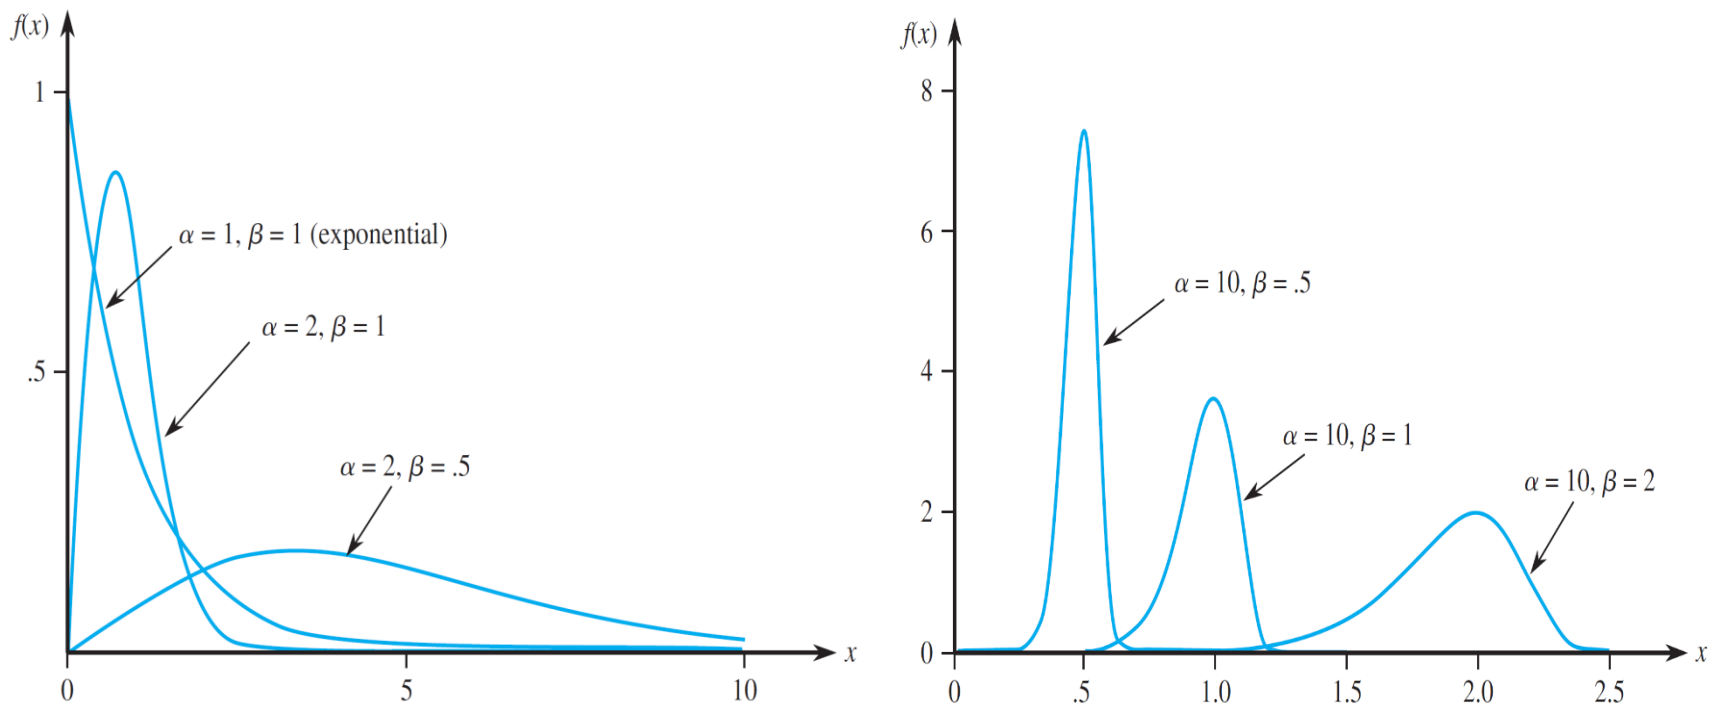 f(x)
1
α = 1, β = 1 (exponential)
α = 2, β = 1
.5
α = 2, β = .5
x
0
5
10
f(x)
8
6
α = 10, β = .5
4
α = 10, β = 1
α = 10, β = 2
2
0
x
0
.5
1.0
1.5
2.0
2.5